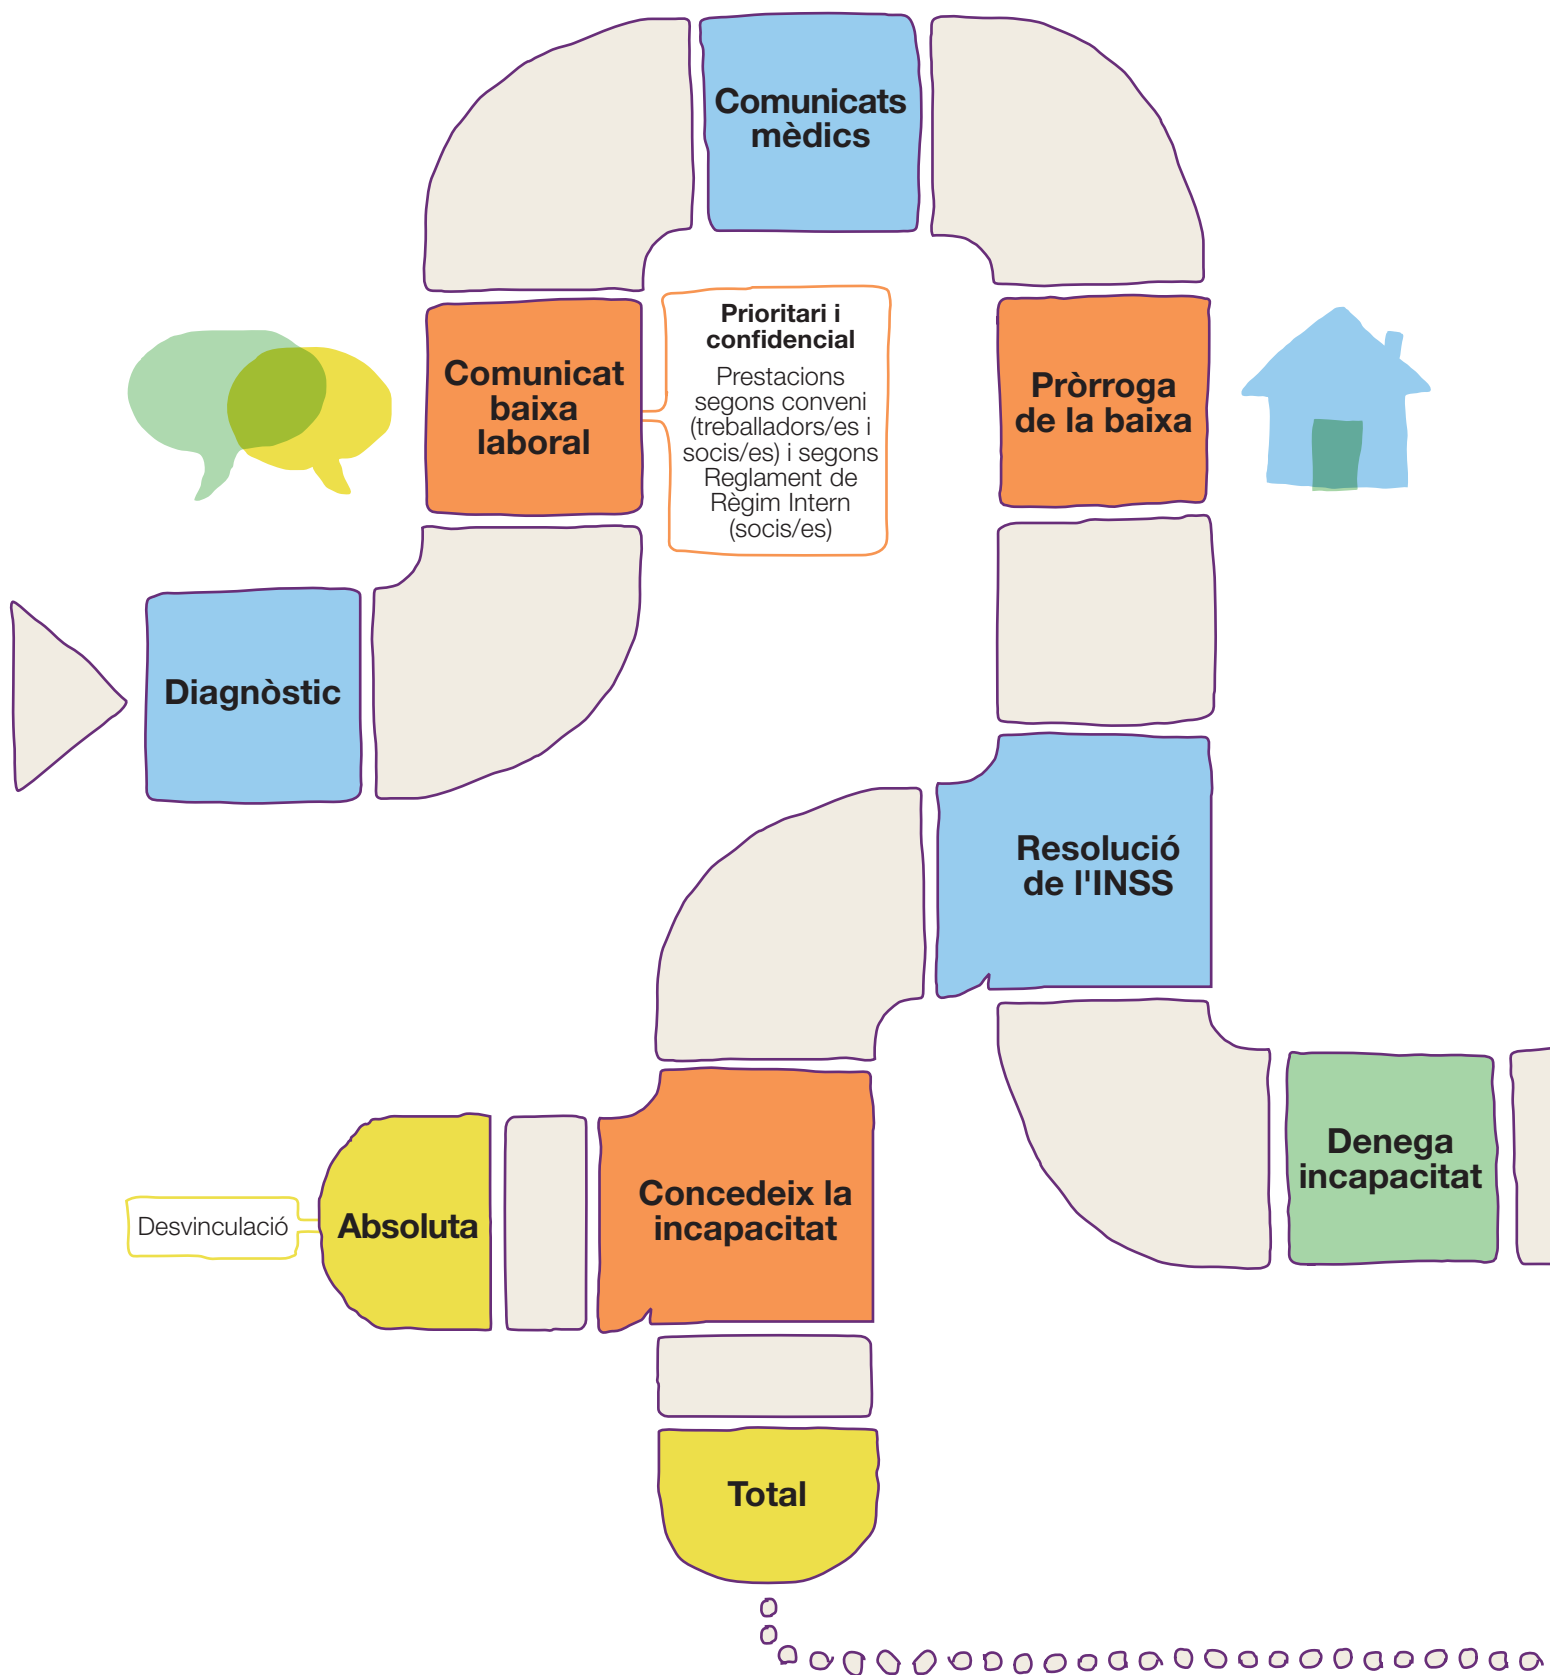 Comunicats
mèdics
Comunicat
baixa
laboral
Prioritari i
confidencial
Prestacions
segons conveni
(treballadors/es i
socis/es) i segons
Reglament de
Règim Intern
(socis/es)
Pròrroga
de la baixa
Diagnòstic
Resolució
de l'INSS
Denega
incapacitat
Concedeix la
incapacitat
Absoluta
Desvinculació
Total